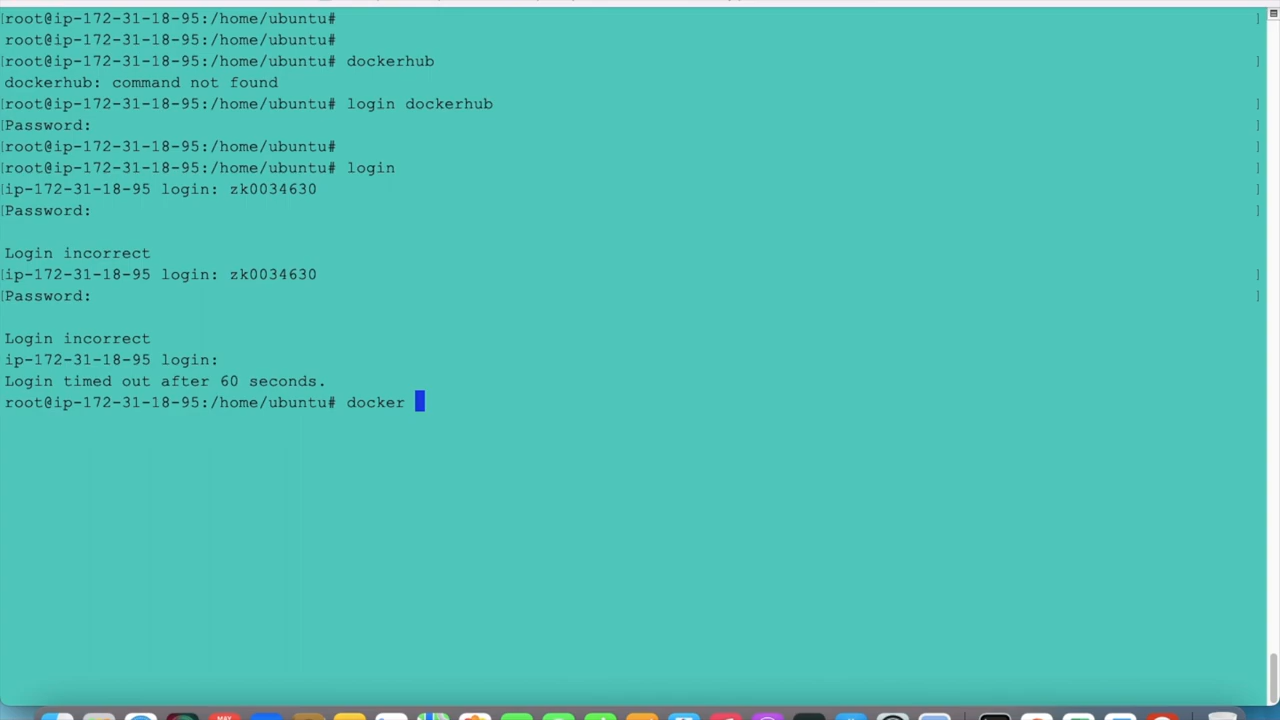 root@ip-172-31-18-95:/home/ubuntu#
root@ip-172-31-18-95:/home/ubuntu#
root@ip-172-31-18-95:/home/ubuntu# dockerhub
dockerhub: command not found
root@ip-172-31-18-95:/home/ubuntu# login dockerhub
Password:
root@ip-172-31-18-95:/home/ubuntu#
root@ip-172-31-18-95:/home/ubuntu# login
ip-172-31-18-95 login: zk0034630
Password:
Login incorrect
ip-172-31-18-95 login: zk0034630
Password:
Login incorrect
ip-172-31-18-95 login:
Login timed out after 60 seconds.
root@ip-172-31-18-95:/home/ubuntu# docker
MAY